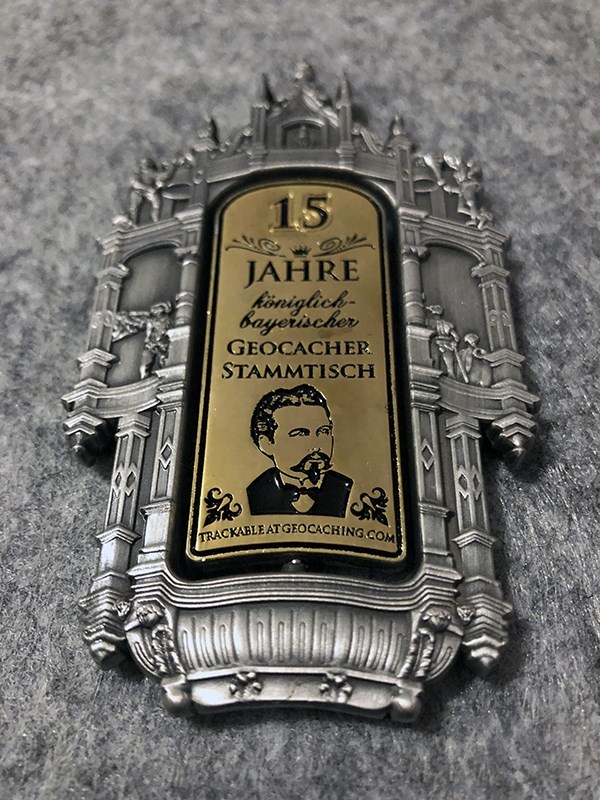 15
JAHRE
königlich-
bayerischer
GEOCACHER
STAMMTISCH
TRACKABLE AT GEOCACHING.COM